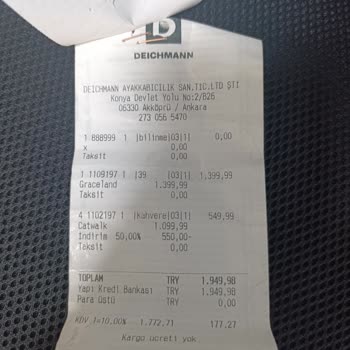 D
DEICHMANN
DEICHMANN AYAKKABICILIK SAN.TIC.LTD ŞTI
Konya Devlet Yolu No:2/B26
06330 Akköprü / Ankara
273 056 5470
1 888999 1 |bilinme|03|1| 0,00
x 0,00
Taksit 0,00
1 1109197 1 |39 |03|1| 1.399,99
Graceland 1.399,99
Taksit 0,00
4 1102197 1 |kahvere|03|1| 549,99
Catwalk 1.099,99
Indirim 50,00% 550,00-
Taksit 0,00
TOPLAM TRY 1.949,98
Yapi Kredi Bankası TRY 1.949,98
Para Üstü TRY 0,00
KDV 1=10,00% 1.772,71 177,27
Kargo ücreti yok